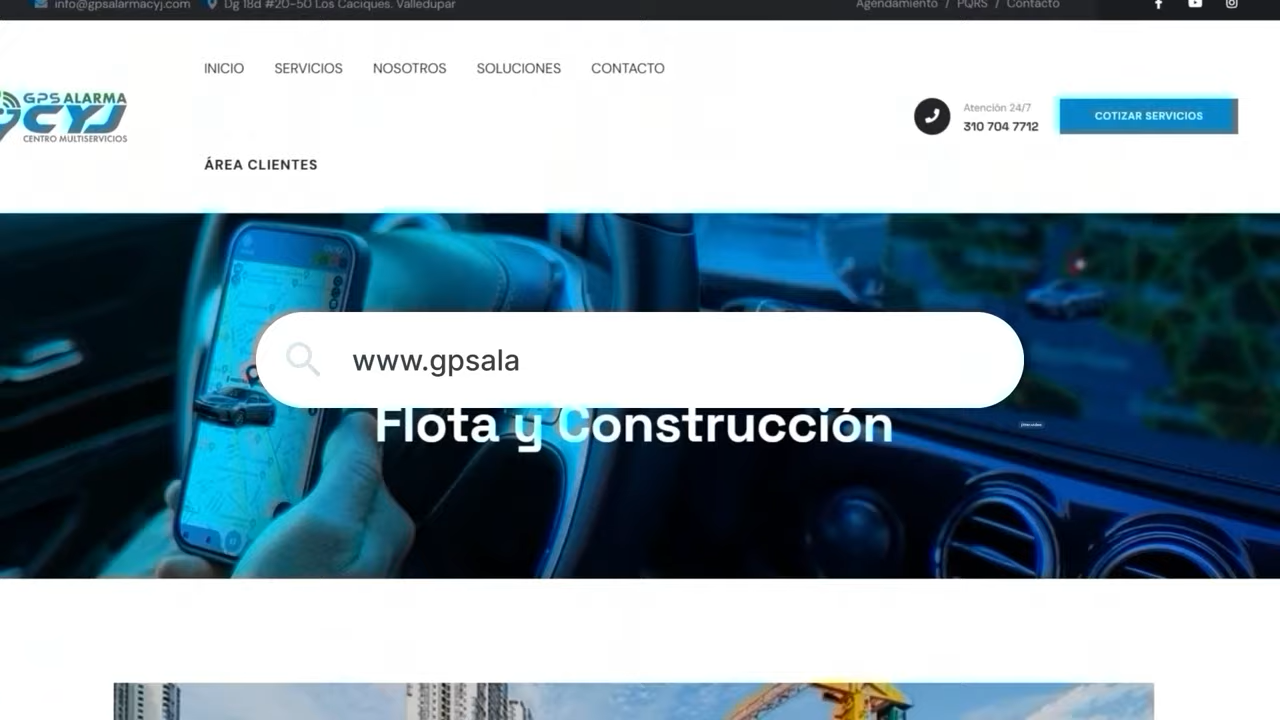 info@gpsalarmacyj.com
Dg 18d #20-50 Los Caciques. Valledupar
Agendamiento / PQRS / Contacto
INICIO
SERVICIOS
NOSOTROS
SOLUCIONES
CONTACTO
GPS ALARMA
CYJ
CENTRO MULTISERVICIOS
Atención 24/7
310 704 7712
COTIZAR SERVICIOS
ÁREA CLIENTES
www.gpsala
Flota y Construcción